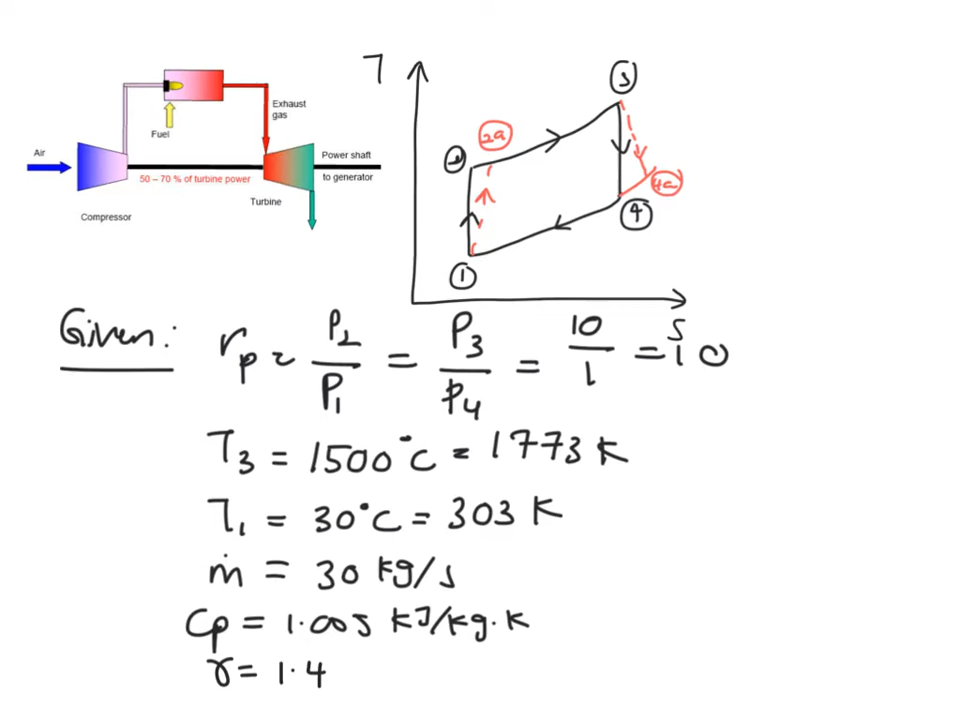 T
3
Exhaust
gas
Fuel
2 2a
Air
Power shaft
50 – 70 % of turbine power
to generator
4a
Turbine
4
Compressor
1
S
Given: rp = P2/P1 = P3/P4 = 10/1 = 10
T3 = 1500°C = 1773 K
T1 = 30°C = 303 K
ṁ = 30 kg/s
Cp = 1.005 kJ/kg.K
γ = 1.4